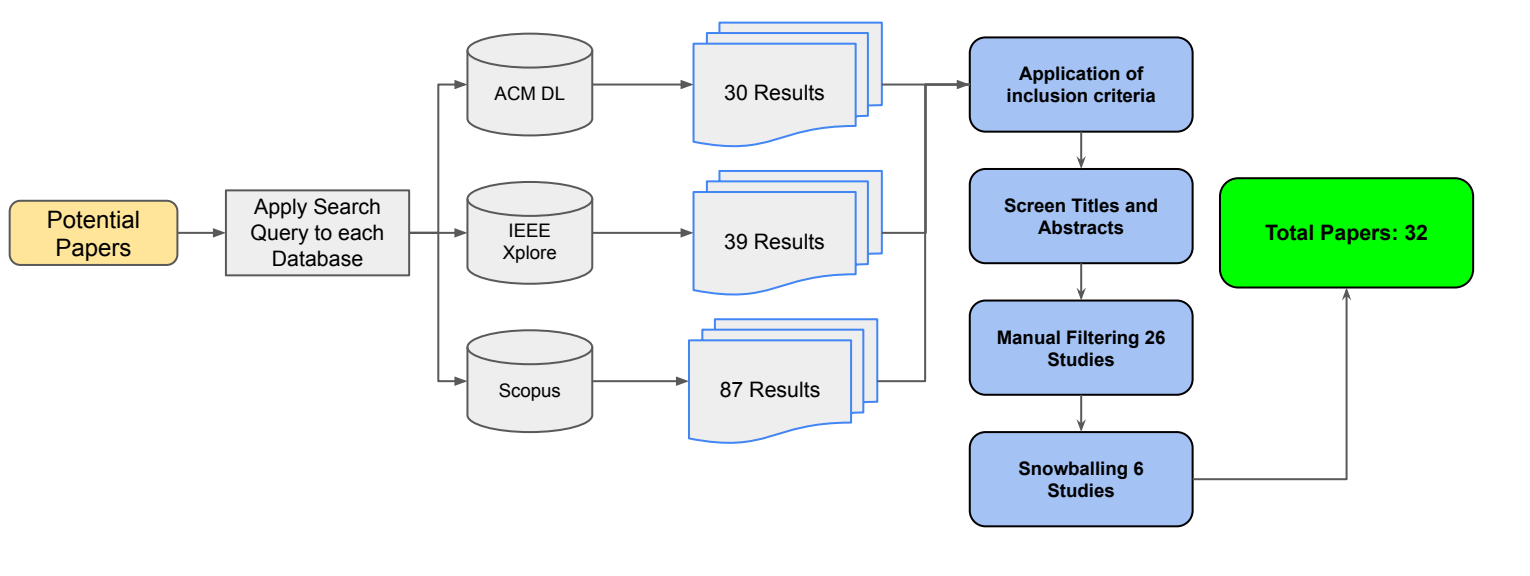 Potential
Papers
Apply Search
Query to each
Database
ACM DL
30 Results
IEEE
Xplore
39 Results
Scopus
87 Results
Application of
inclusion criteria
Screen Titles and
Abstracts
Manual Filtering 26
Studies
Snowballing 6
Studies
Total Papers: 32